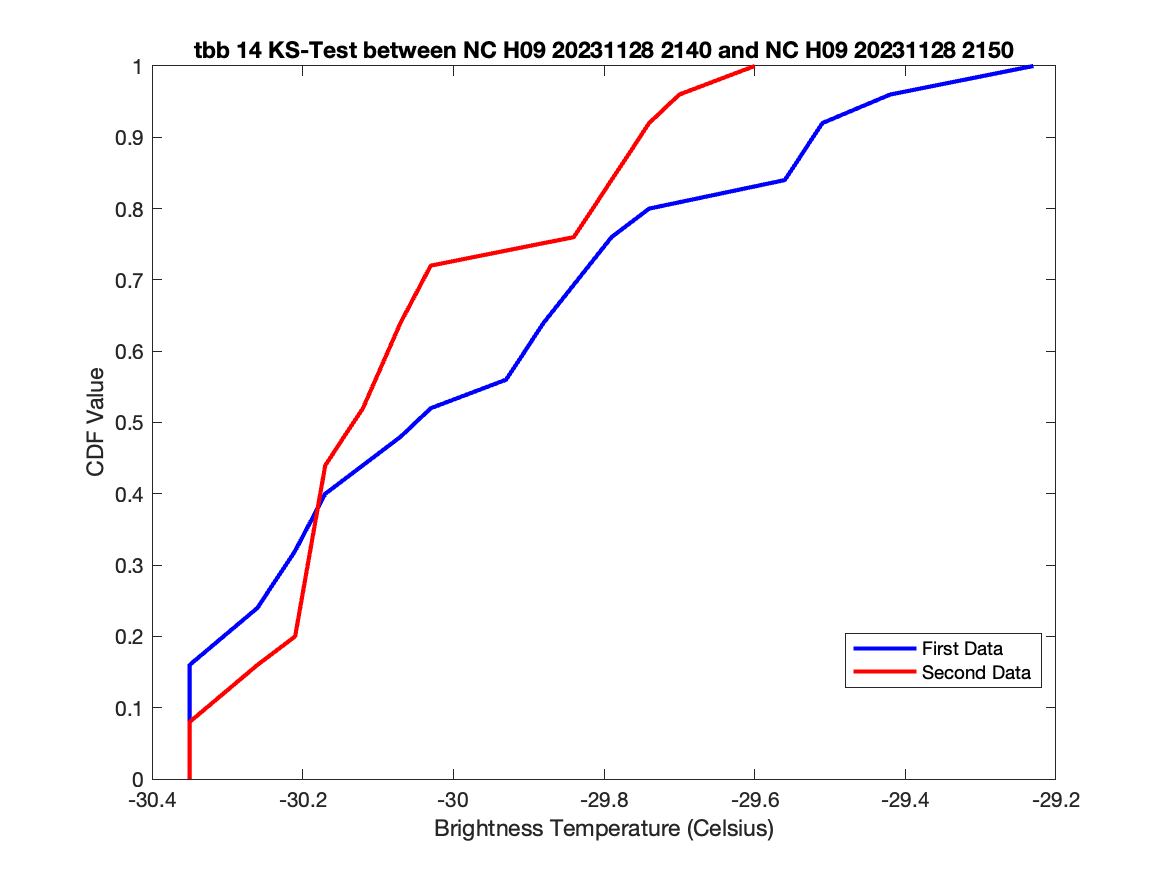 tbb 14 KS-Test between NC H09 20231128 2140 and NC H09 20231128 2150
1
0.9
0.8
0.7
0.6
0.5
0.4
0.3
0.2
0.1
0
CDF Value
First Data
Second Data
-30.4 -30.2 -30 -29.8 -29.6 -29.4 -29.2
Brightness Temperature (Celsius)